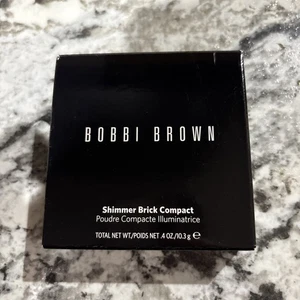 BOBBI BROWN
Shimmer Brick Compact
Poudre Compacte Illuminatrice
TOTAL NET WT/POIDS NET .4 OZ/10.3 g ℮